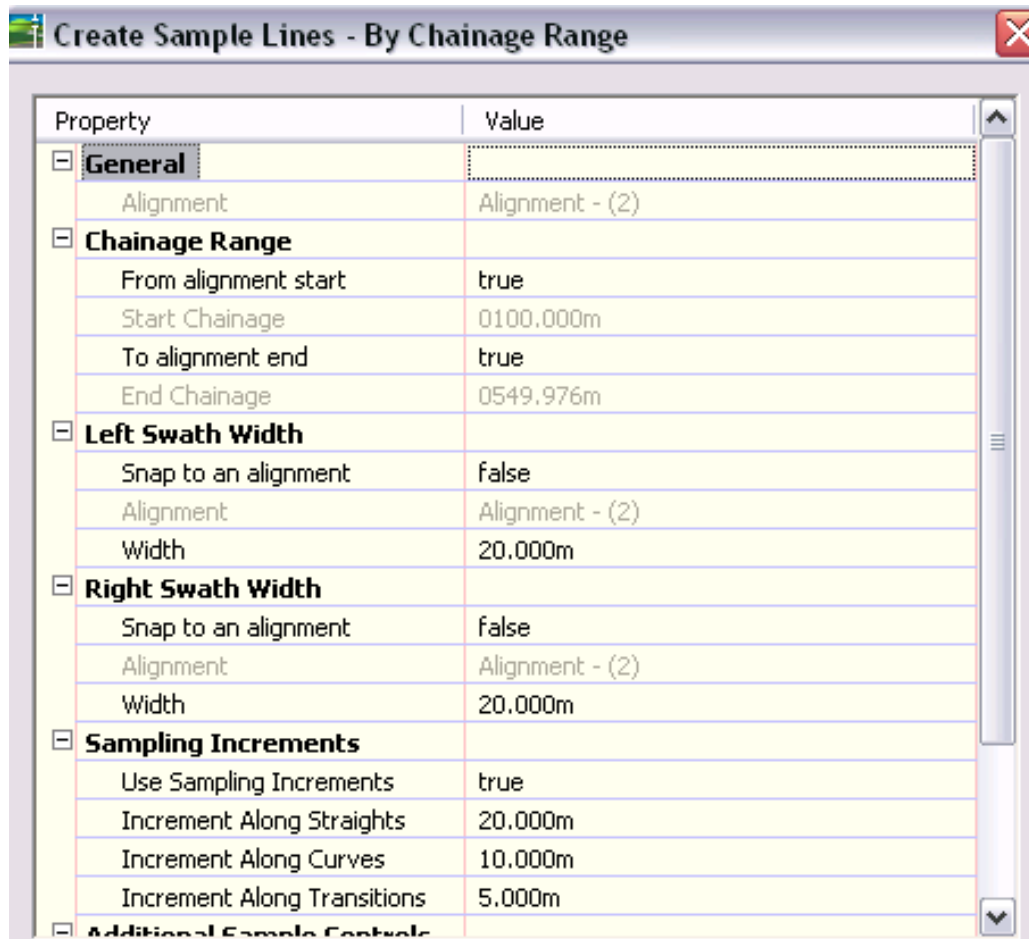 Create Sample Lines - By Chainage Range
Property Value
General
Alignment Alignment - (2)
Chainage Range
From alignment start true
Start Chainage 0100.000m
To alignment end true
End Chainage 0549.976m
Left Swath Width
Snap to an alignment false
Alignment Alignment - (2)
Width 20.000m
Right Swath Width
Snap to an alignment false
Alignment Alignment - (2)
Width 20.000m
Sampling Increments
Use Sampling Increments true
Increment Along Straights 20.000m
Increment Along Curves 10.000m
Increment Along Transitions 5.000m
Additional Sample Controls